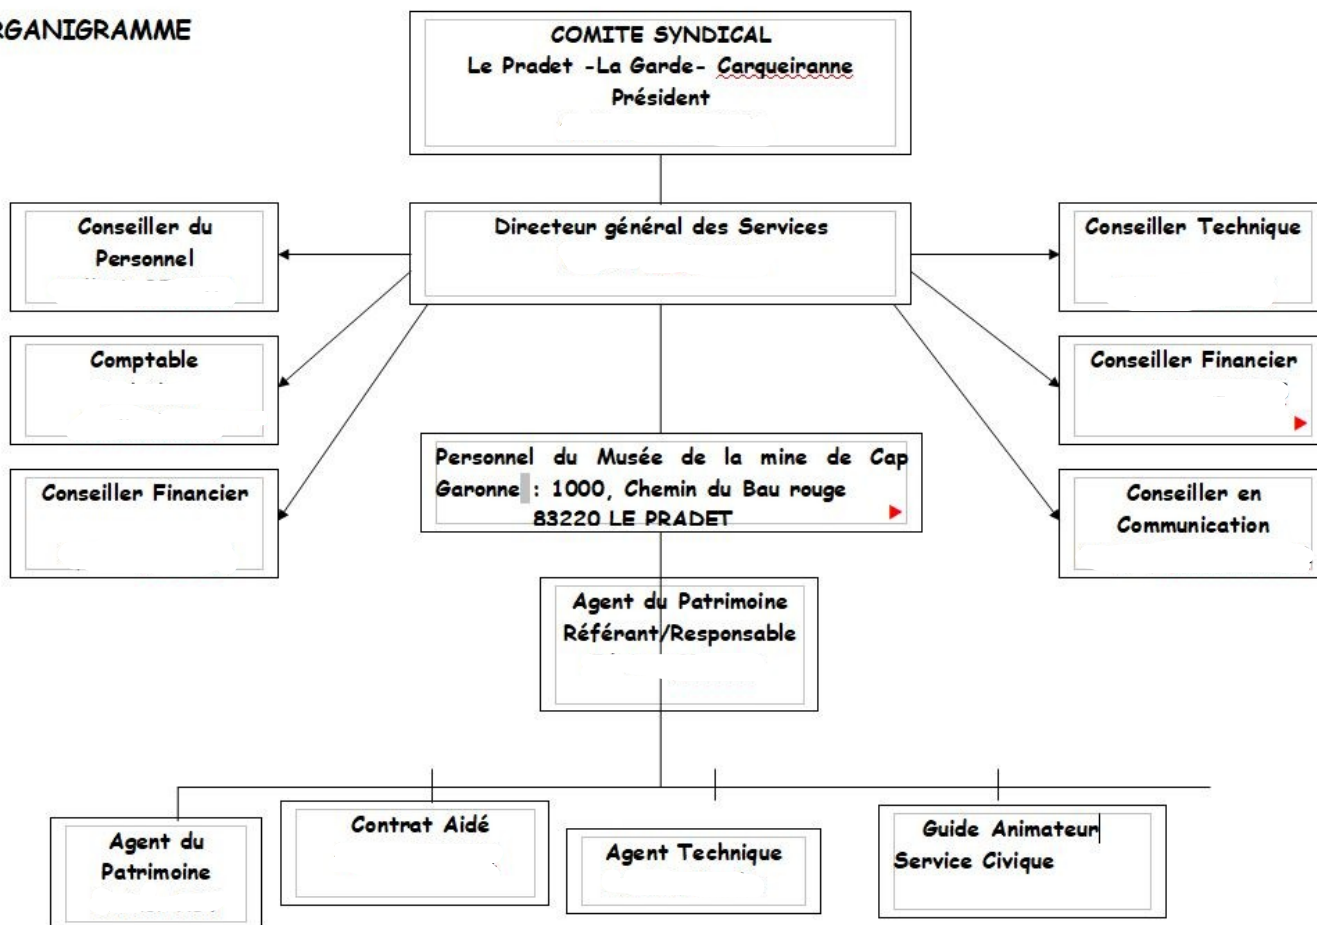 RGANIGRAMME
COMITE SYNDICAL
Le Pradet -La Garde- Carqueiranne
Président
Conseiller du
Personnel
Directeur général des Services
Conseiller Technique
Comptable
Conseiller Financier
Personnel du Musée de la mine de Cap
Garonne : 1000, Chemin du Bau rouge
83220 LE PRADET
Conseiller Financier
Conseiller en
Communication
Agent du Patrimoine
Référant/Responsable
Agent du
Patrimoine
Contrat Aidé
Agent Technique
Guide Animateur
Service Civique